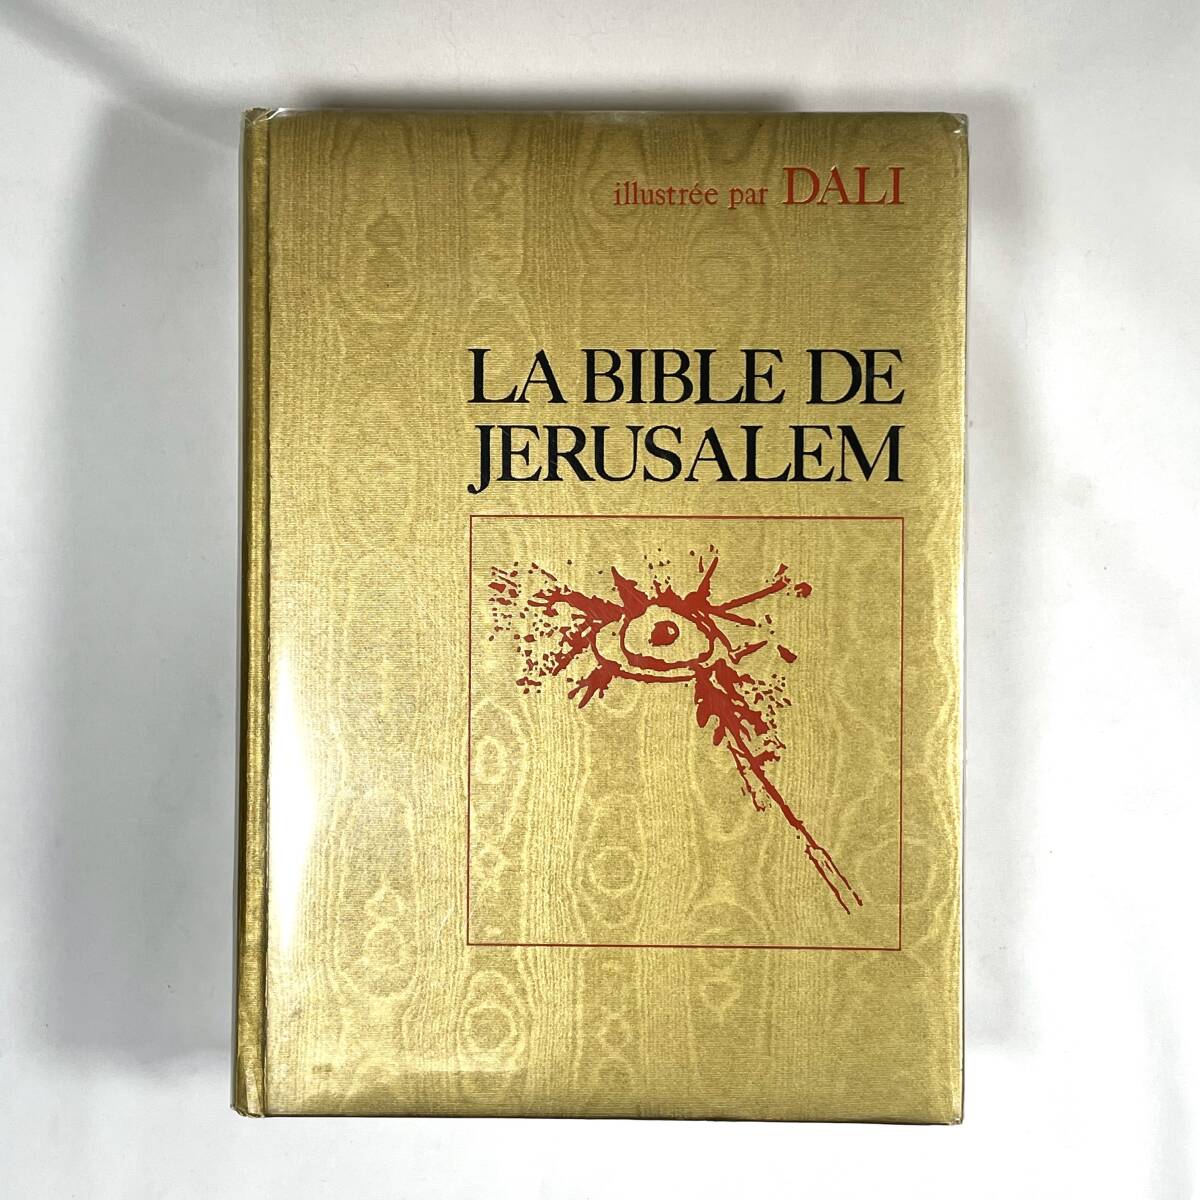 illustrée par DALI
LA BIBLE DE
JERUSALEM